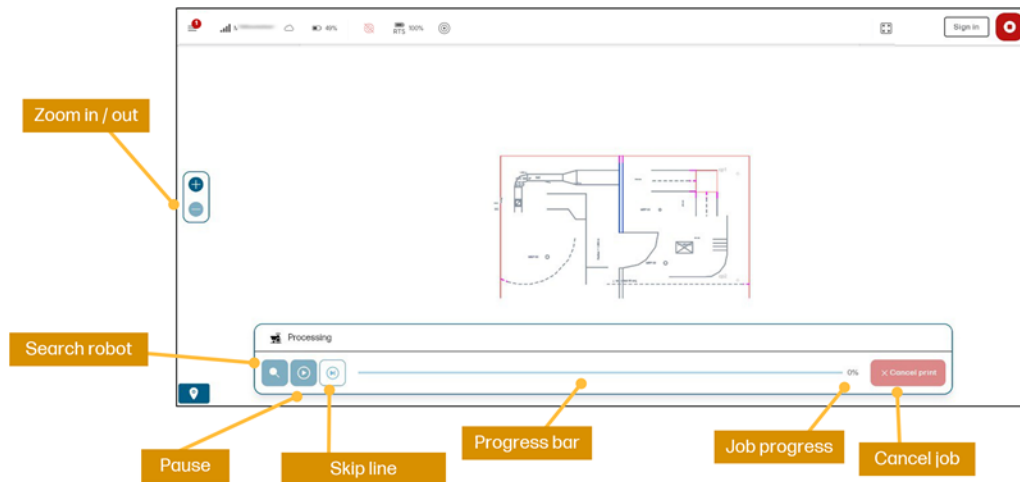 1
49%
RTS 100%
Sign in
Zoom in / out
Search robot
Processing
0%
× Cancel print
Progress bar
Job progress
Cancel job
Pause
Skip line